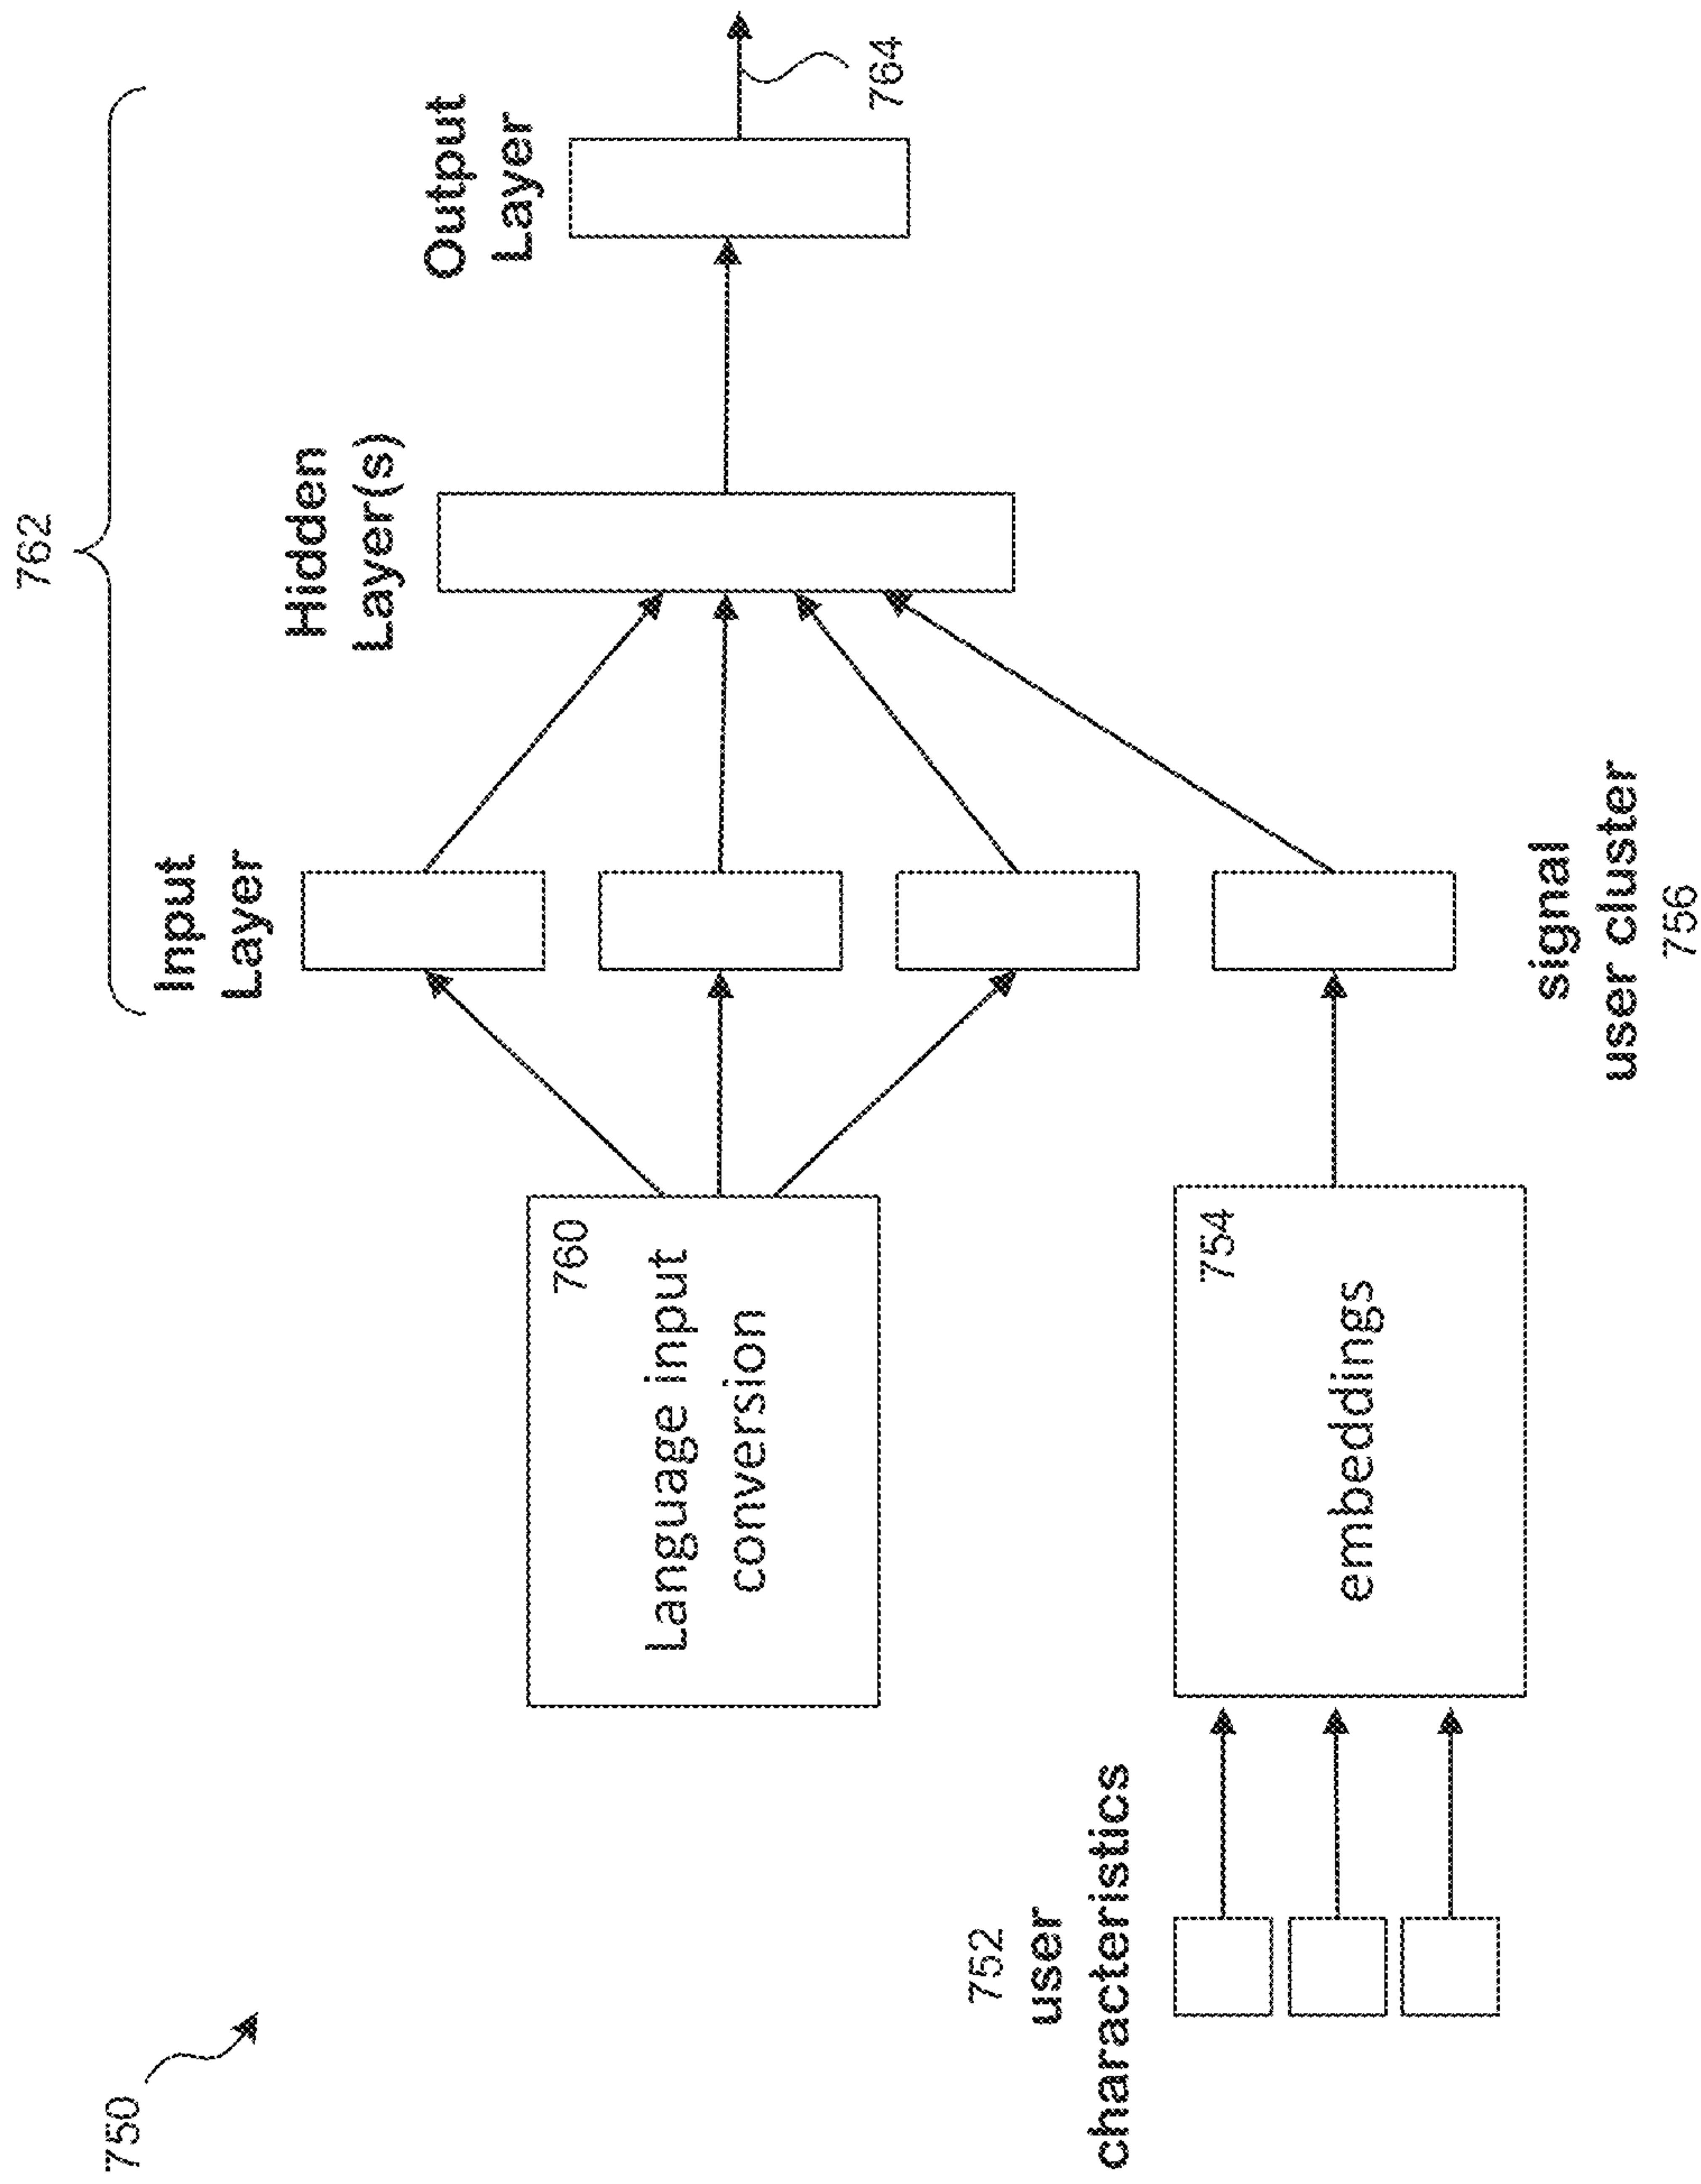 750
762
Input
Layer
Hidden
Layer(s)
Output
Layer
764
760
Language input
conversion
752
user
characteristics
754
embeddings
signal
user cluster
756